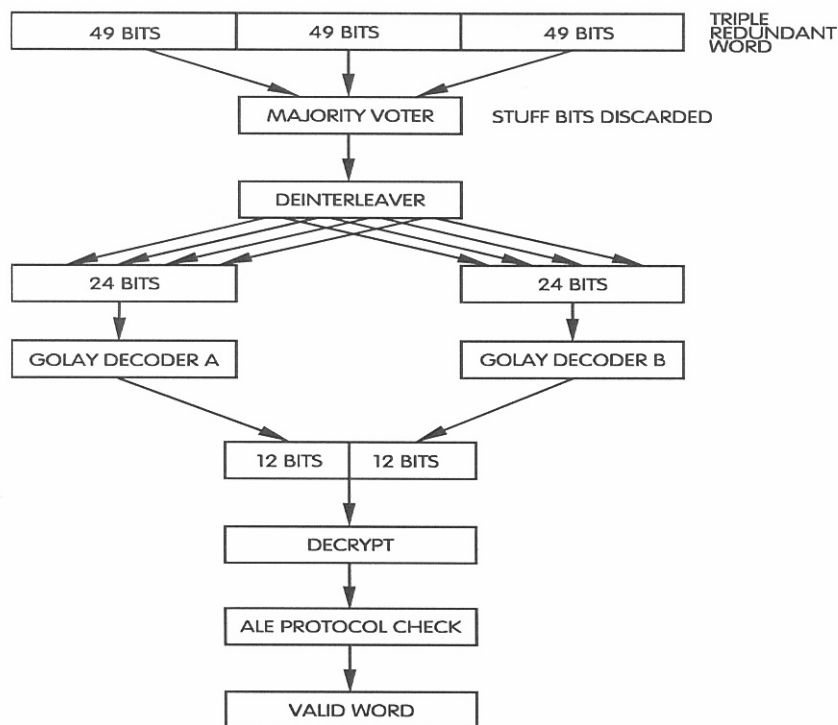 49 BITS
49 BITS
49 BITS
TRIPLE
REDUNDANT
WORD
MAJORITY VOTER
STUFF BITS DISCARDED
DEINTERLEAVER
24 BITS
24 BITS
GOLAY DECODER A
GOLAY DECODER B
12 BITS
12 BITS
DECRYPT
ALE PROTOCOL CHECK
VALID WORD